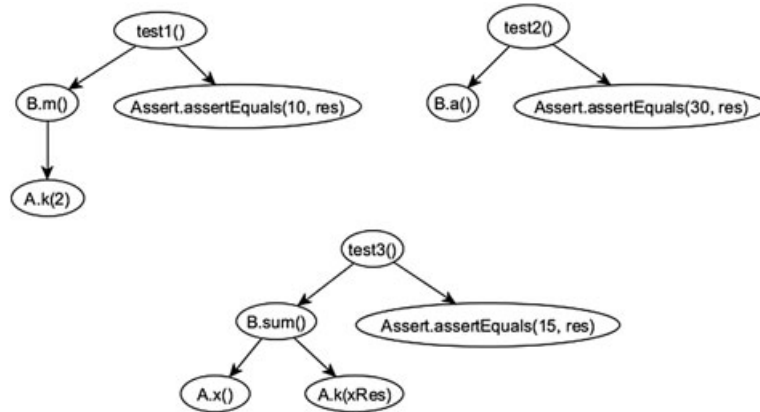 test1()
B.m()
Assert.assertEquals(10, res)
A.k(2)
test2()
B.a()
Assert.assertEquals(30, res)
test3()
B.sum()
Assert.assertEquals(15, res)
A.x()
A.k(xRes)